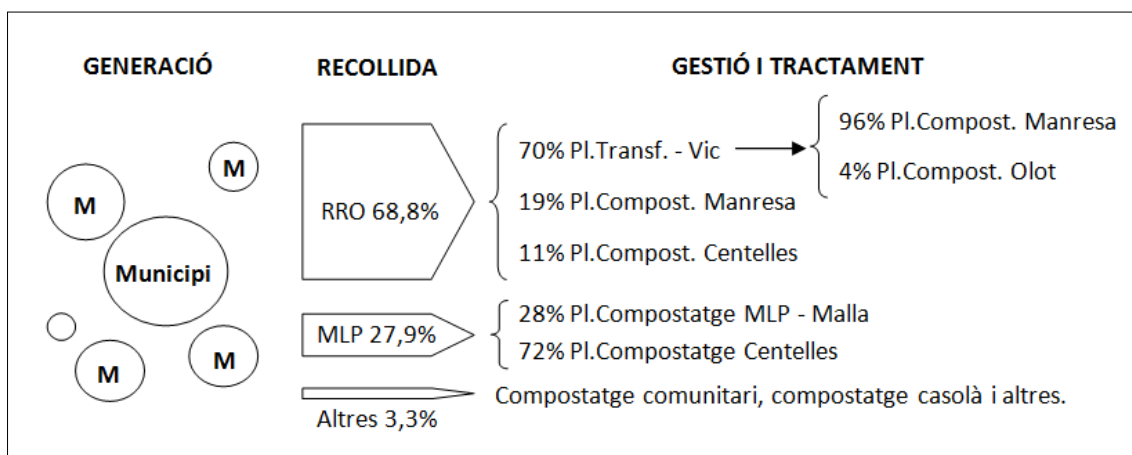 GENERACIÓ
RECOLLIDA
GESTIÓ I TRACTAMENT
M
M
Municipi
M
M
RRO 68,8%
70% Pl.Transf. - Vic
96% Pl.Compost. Manresa
4% Pl.Compost. Olot
19% Pl.Compost. Manresa
11% Pl.Compost. Centelles
MLP 27,9%
28% Pl.Compostatge MLP - Malla
72% Pl.Compostatge Centelles
Altres 3,3%
Compostatge comunitari, compostatge casolà i altres.